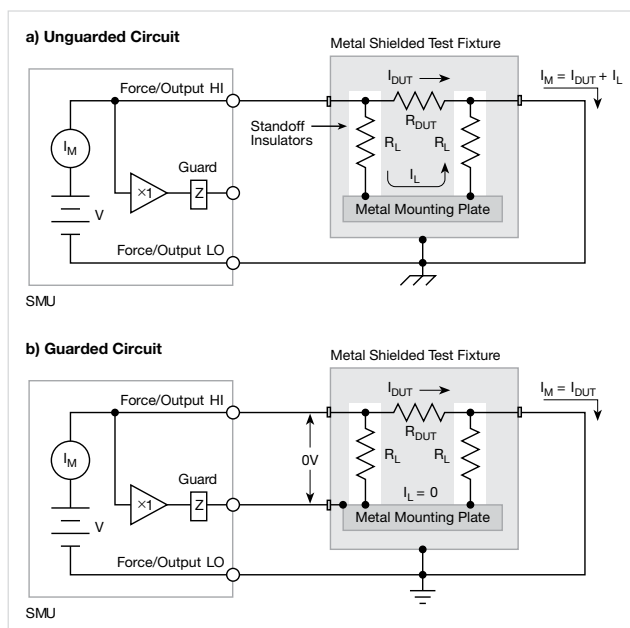 a) Unguarded Circuit
Metal Shielded Test Fixture
Force/Output HI
I_DUT
I_M = I_DUT + I_L
Standoff
Insulators
R_DUT
R_L
R_L
I_M
Guard
×1
Z
I_L
V
Metal Mounting Plate
Force/Output LO
SMU
b) Guarded Circuit
Metal Shielded Test Fixture
Force/Output HI
I_DUT
I_M = I_DUT
R_DUT
I_M
0V
R_L
R_L
Guard
×1
Z
I_L = 0
V
Metal Mounting Plate
Force/Output LO
SMU